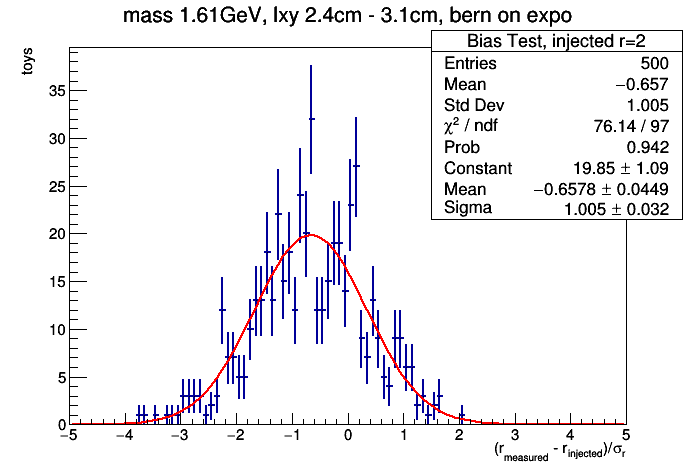 mass 1.61GeV, lxy 2.4cm - 3.1cm, bern on expo
Bias Test, injected r=2
Entries 500
Mean −0.657
Std Dev 1.005
χ² / ndf 76.14 / 97
Prob 0.942
Constant 19.85 ± 1.09
Mean −0.6578 ± 0.0449
Sigma 1.005 ± 0.032
toys
35
30
25
20
15
10
5
0
−5 −4 −3 −2 −1 0 1 2 3 4 5
(r_measured - r_injected)/σ_r